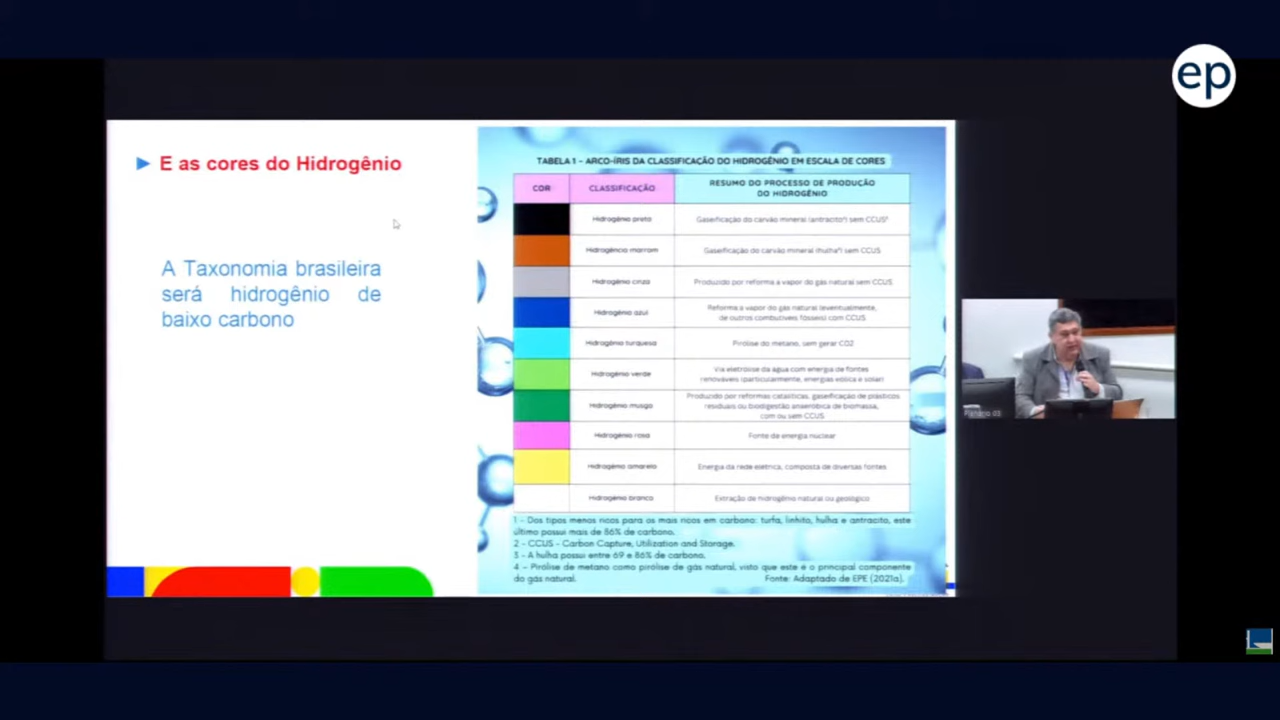 ep
E as cores do Hidrogênio
A Taxonomia brasileira
será hidrogênio de
baixo carbono
TABELA 1 - ARCO-ÍRIS DA CLASSIFICAÇÃO DO HIDROGÊNIO EM ESCALA DE CORES
COR CLASSIFICAÇÃO RESUMO DO PROCESSO DE PRODUÇÃO
DO HIDROGÊNIO
Hidrogênio preto Gaseificação do carvão mineral (antracito¹) sem CCUS²
Hidrogênio marrom Gaseificação do carvão mineral (hulha³) sem CCUS
Hidrogênio cinza Produzido por reforma a vapor do gás natural sem CCUS
Hidrogênio azul Reforma a vapor do gás natural (eventualmente,
de outros combutíveis fósseis) com CCUS
Hidrogênio turquesa Pirólise do metano, sem gerar CO2
Hidrogênio verde Via eletrólise da água com energia de fontes
renováveis (particularmente, energias eólica e solar)
Hidrogênio musgo Produzido por reformas catalíticas, gaseificação de plásticos
residuais ou biodigestão anaeróbica de biomassa,
com ou sem CCUS
Hidrogênio rosa Fonte de energia nuclear
Hidrogênio amarelo Energia da rede elétrica, composta de diversas fontes
Hidrogênio branco Extração de hidrogênio natural ou geológico
1 - Dos tipos menos ricos para os mais ricos em carbono: turfa, linhito, hulha e antracito, este
último possui mais de 86% de carbono.
2 - CCUS - Carbon Capture, Utilization and Storage.
3 - A hulha possui entre 69 e 86% de carbono.
4 - Pirólise de metano como pirólise de gás natural, visto que este é o principal componente
do gás natural. Fonte: Adaptado de EPE (2021a).
Plenário 03